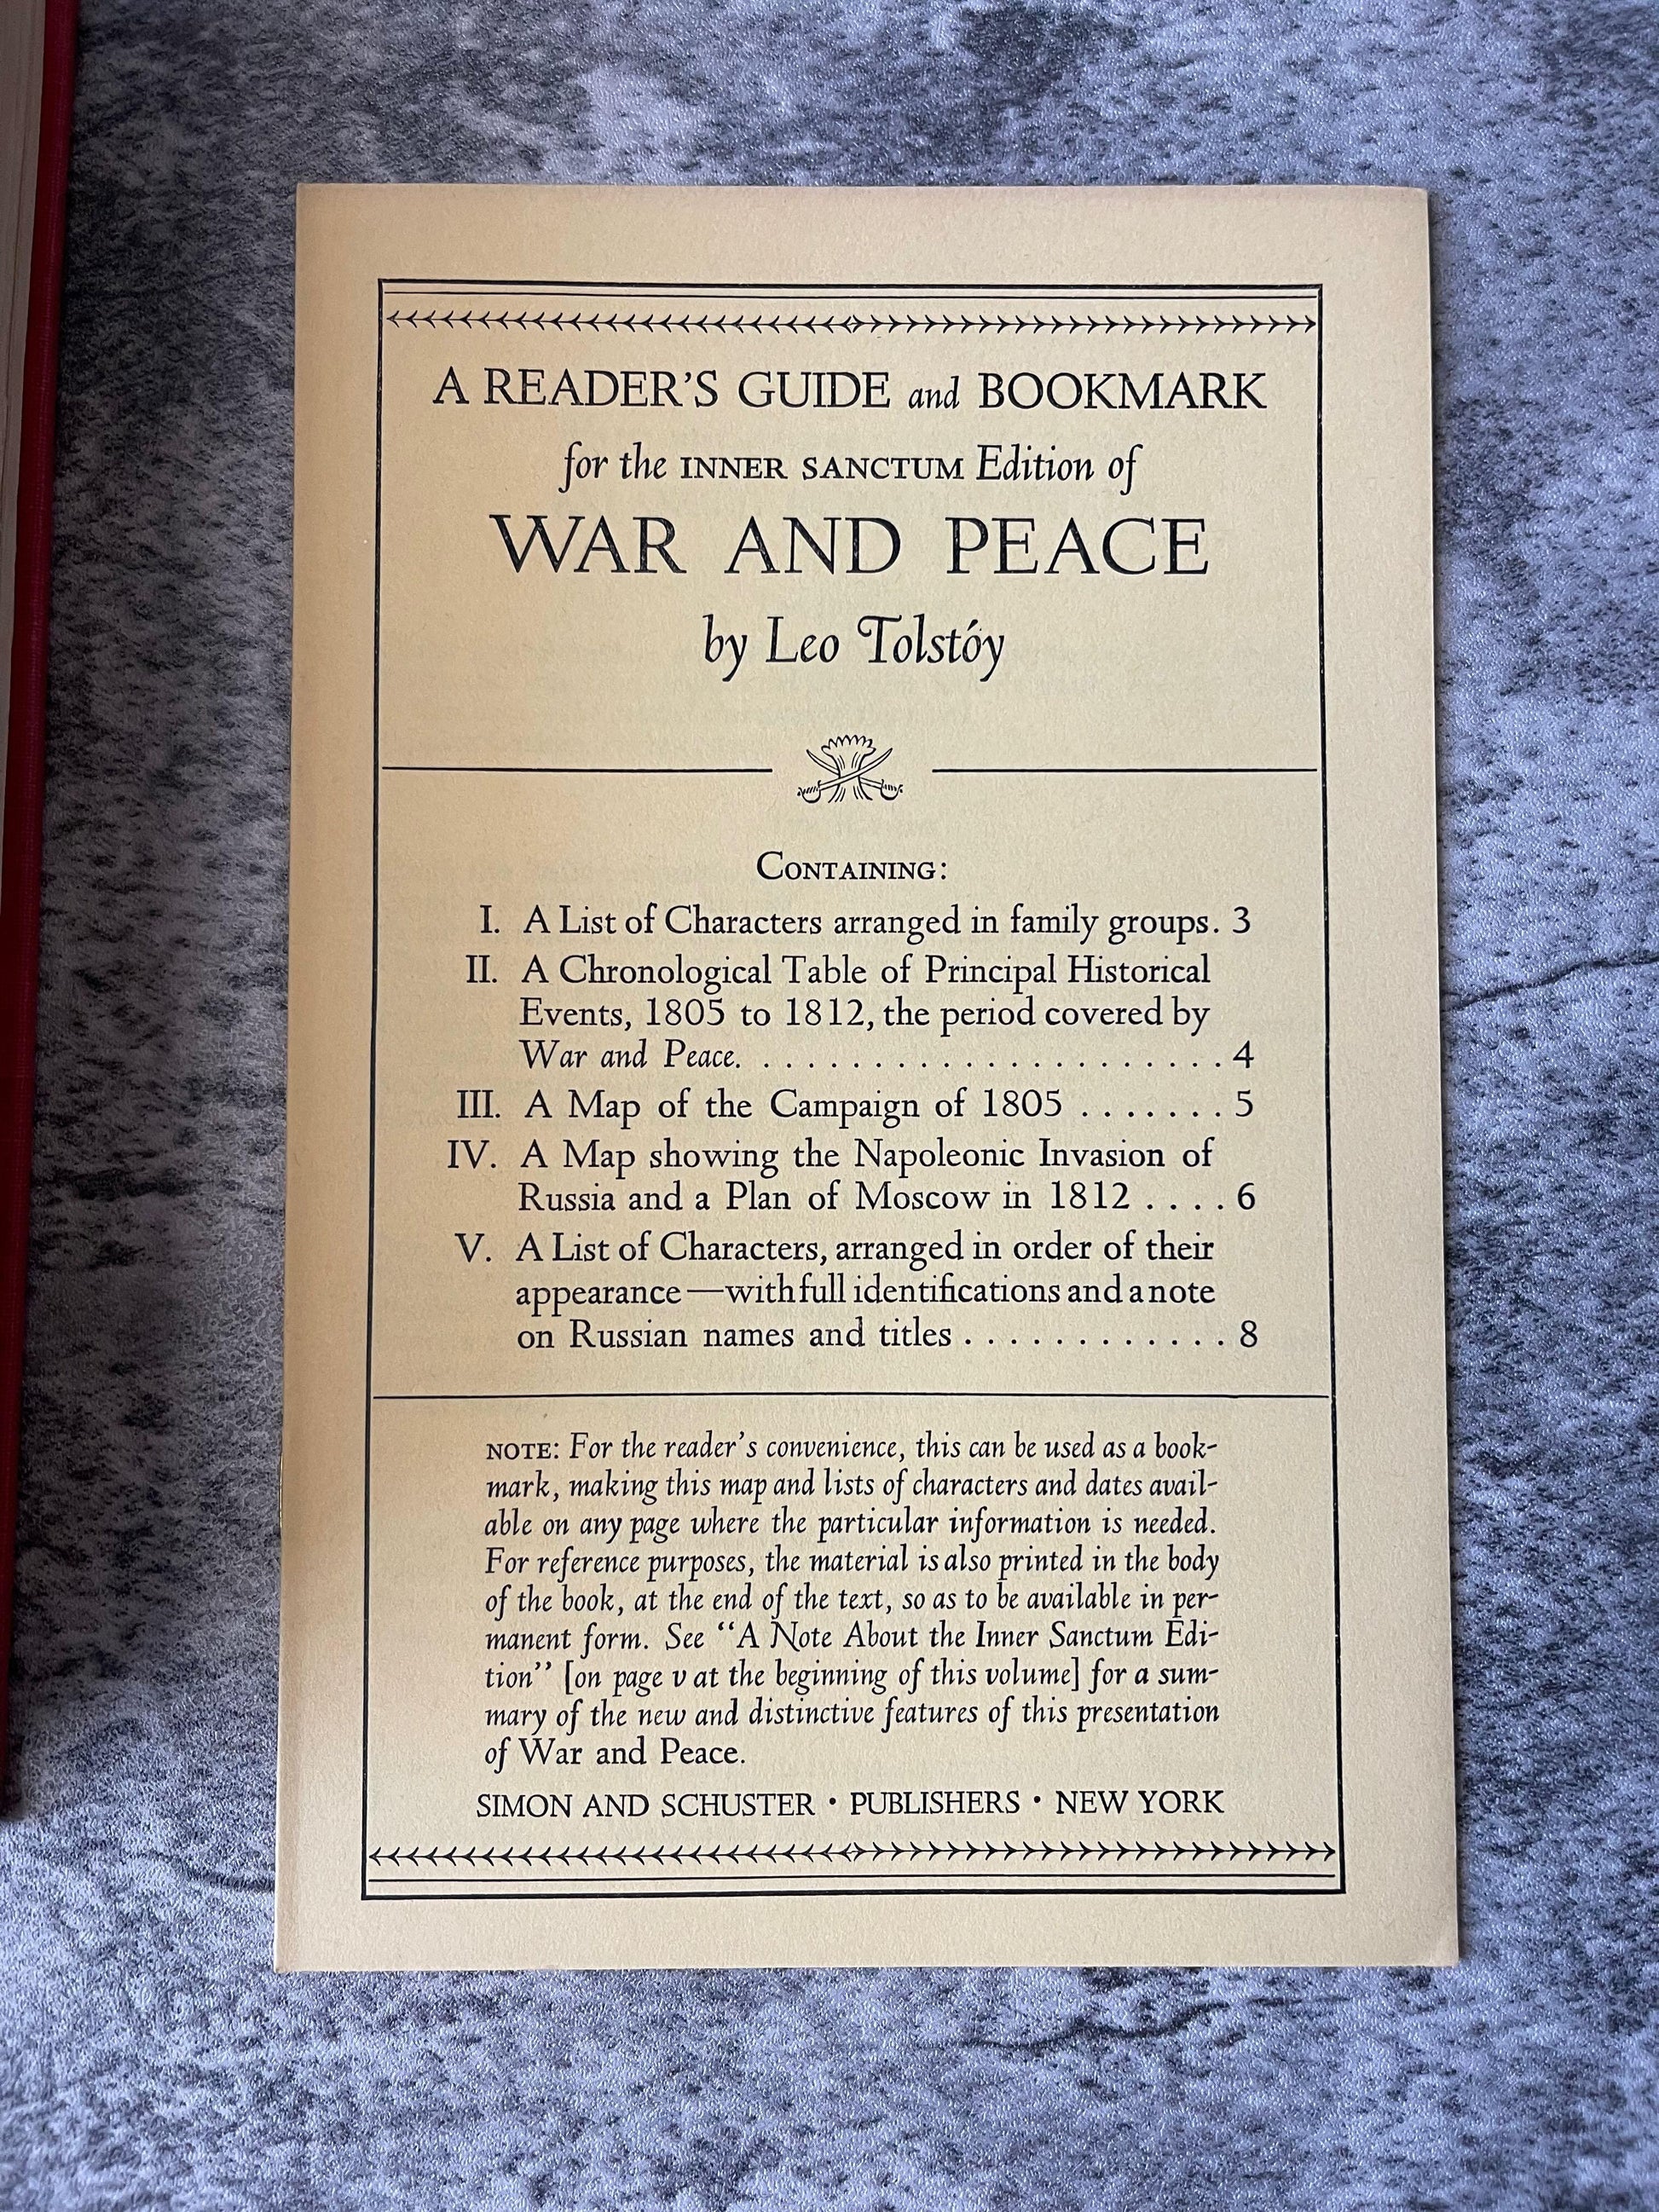 A READER'S GUIDE and BOOKMARK
for the INNER SANCTUM Edition of
WAR AND PEACE
by Leo Tolstóy
CONTAINING:
I. A List of Characters arranged in family groups. 3
II. A Chronological Table of Principal Historical
Events, 1805 to 1812, the period covered by
War and Peace. . . . . . . . . . . . . . . . . . . . . . 4
III. A Map of the Campaign of 1805 . . . . . . . 5
IV. A Map showing the Napoleonic Invasion of
Russia and a Plan of Moscow in 1812 . . . . 6
V. A List of Characters, arranged in order of their
appearance—with full identifications and a note
on Russian names and titles . . . . . . . . . . . . 8
NOTE: For the reader's convenience, this can be used as a book-
mark, making this map and lists of characters and dates avail-
able on any page where the particular information is needed.
For reference purposes, the material is also printed in the body
of the book, at the end of the text, so as to be available in per-
manent form. See “A Note About the Inner Sanctum Edi-
tion” [on page v at the beginning of this volume] for a sum-
mary of the new and distinctive features of this presentation
of War and Peace.
SIMON AND SCHUSTER • PUBLISHERS • NEW YORK